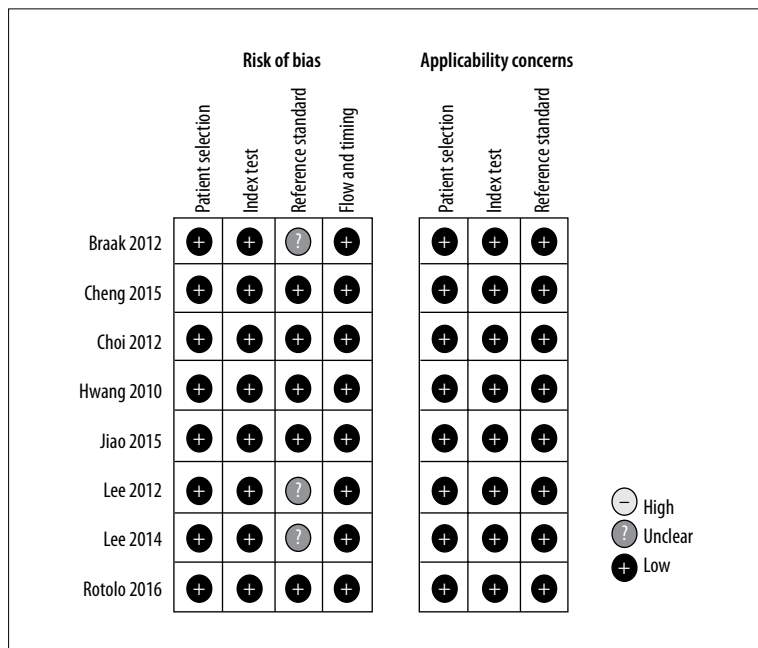 Risk of bias Applicability concerns
Patient selection
Index test
Reference standard
Flow and timing
Patient selection
Index test
Reference standard
Braak 2012 + + ? + + + +
Cheng 2015 + + + + + + +
Choi 2012 + + + + + + +
Hwang 2010 + + + + + + +
Jiao 2015 + + + + + + +
Lee 2012 + + ? + + + +
Lee 2014 + + ? + + + +
Rotolo 2016 + + + + + + +
− High
? Unclear
+ Low